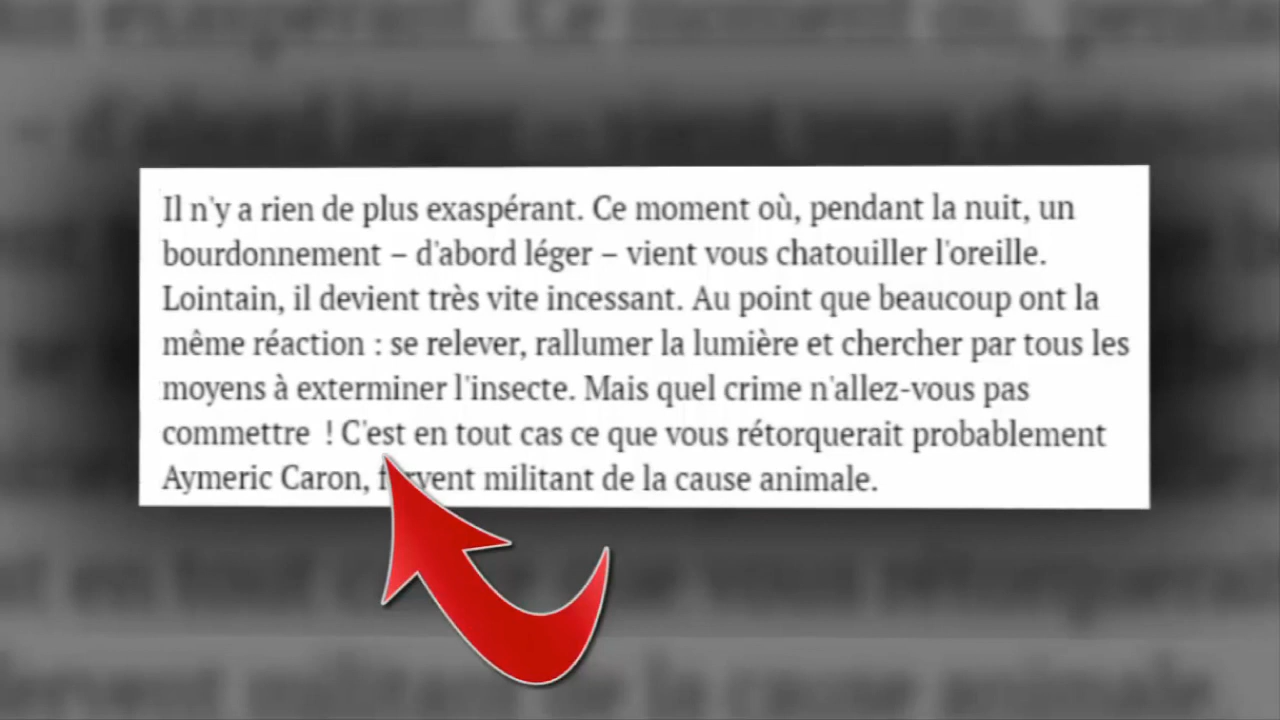 Il n'y a rien de plus exaspérant. Ce moment où, pendant la nuit, un
bourdonnement – d'abord léger – vient vous chatouiller l'oreille.
Lointain, il devient très vite incessant. Au point que beaucoup ont la
même réaction : se relever, rallumer la lumière et chercher par tous les
moyens à exterminer l'insecte. Mais quel crime n'allez-vous pas
commettre ! C'est en tout cas ce que vous rétorquerait probablement
Aymeric Caron, fervent militant de la cause animale.